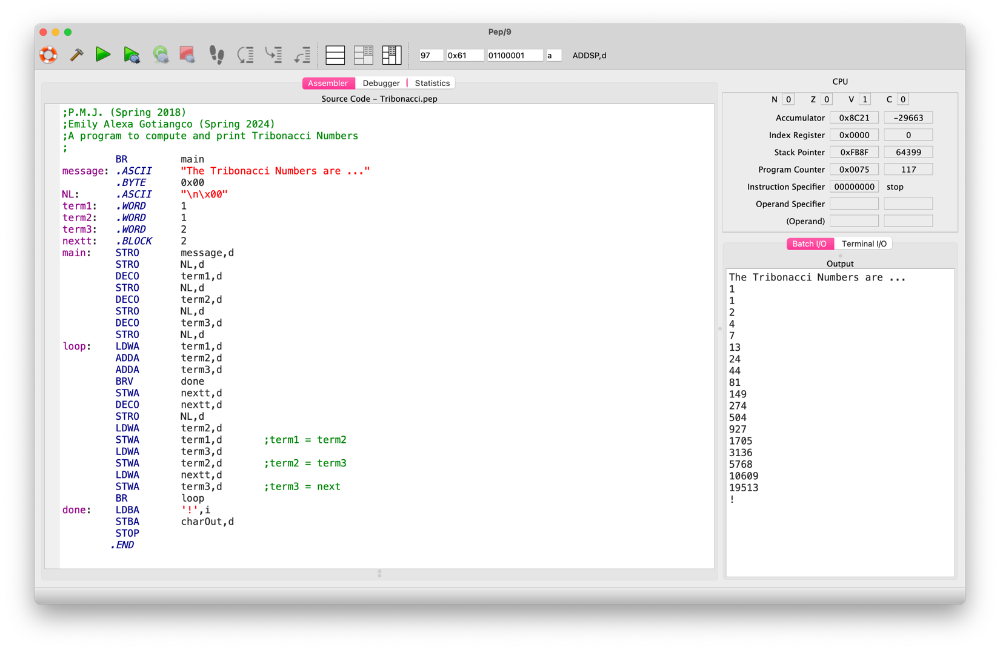 Pep/9
97 0x61 01100001 a ADDSP,d
Assembler Debugger Statistics
Source Code - Tribonacci.pep
;P.M.J. (Spring 2018)
;Emily Alexa Gotiangco (Spring 2024)
;A program to compute and print Tribonacci Numbers
;
BR main
message: .ASCII "The Tribonacci Numbers are ..."
.BYTE 0x00
NL: .ASCII "\n\x00"
term1: .WORD 1
term2: .WORD 1
term3: .WORD 2
nextt: .BLOCK 2
main: STRO message,d
STRO NL,d
DECO term1,d
STRO NL,d
DECO term2,d
STRO NL,d
DECO term3,d
STRO NL,d
loop: LDWA term1,d
ADDA term2,d
ADDA term3,d
BRV done
STWA nextt,d
DECO nextt,d
STRO NL,d
LDWA term2,d
STWA term1,d ;term1 = term2
LDWA term3,d
STWA term2,d ;term2 = term3
LDWA nextt,d
STWA term3,d ;term3 = next
BR loop
done: LDBA '!',i
STBA charOut,d
STOP
.END
CPU
N 0 Z 0 V 1 C 0
Accumulator 0x8C21 -29663
Index Register 0x0000 0
Stack Pointer 0xFB8F 64399
Program Counter 0x0075 117
Instruction Specifier 00000000 stop
Operand Specifier
(Operand)
Batch I/O Terminal I/O
Output
The Tribonacci Numbers are ...
1
1
2
4
7
13
24
44
81
149
274
504
927
1705
3136
5768
10609
19513
!